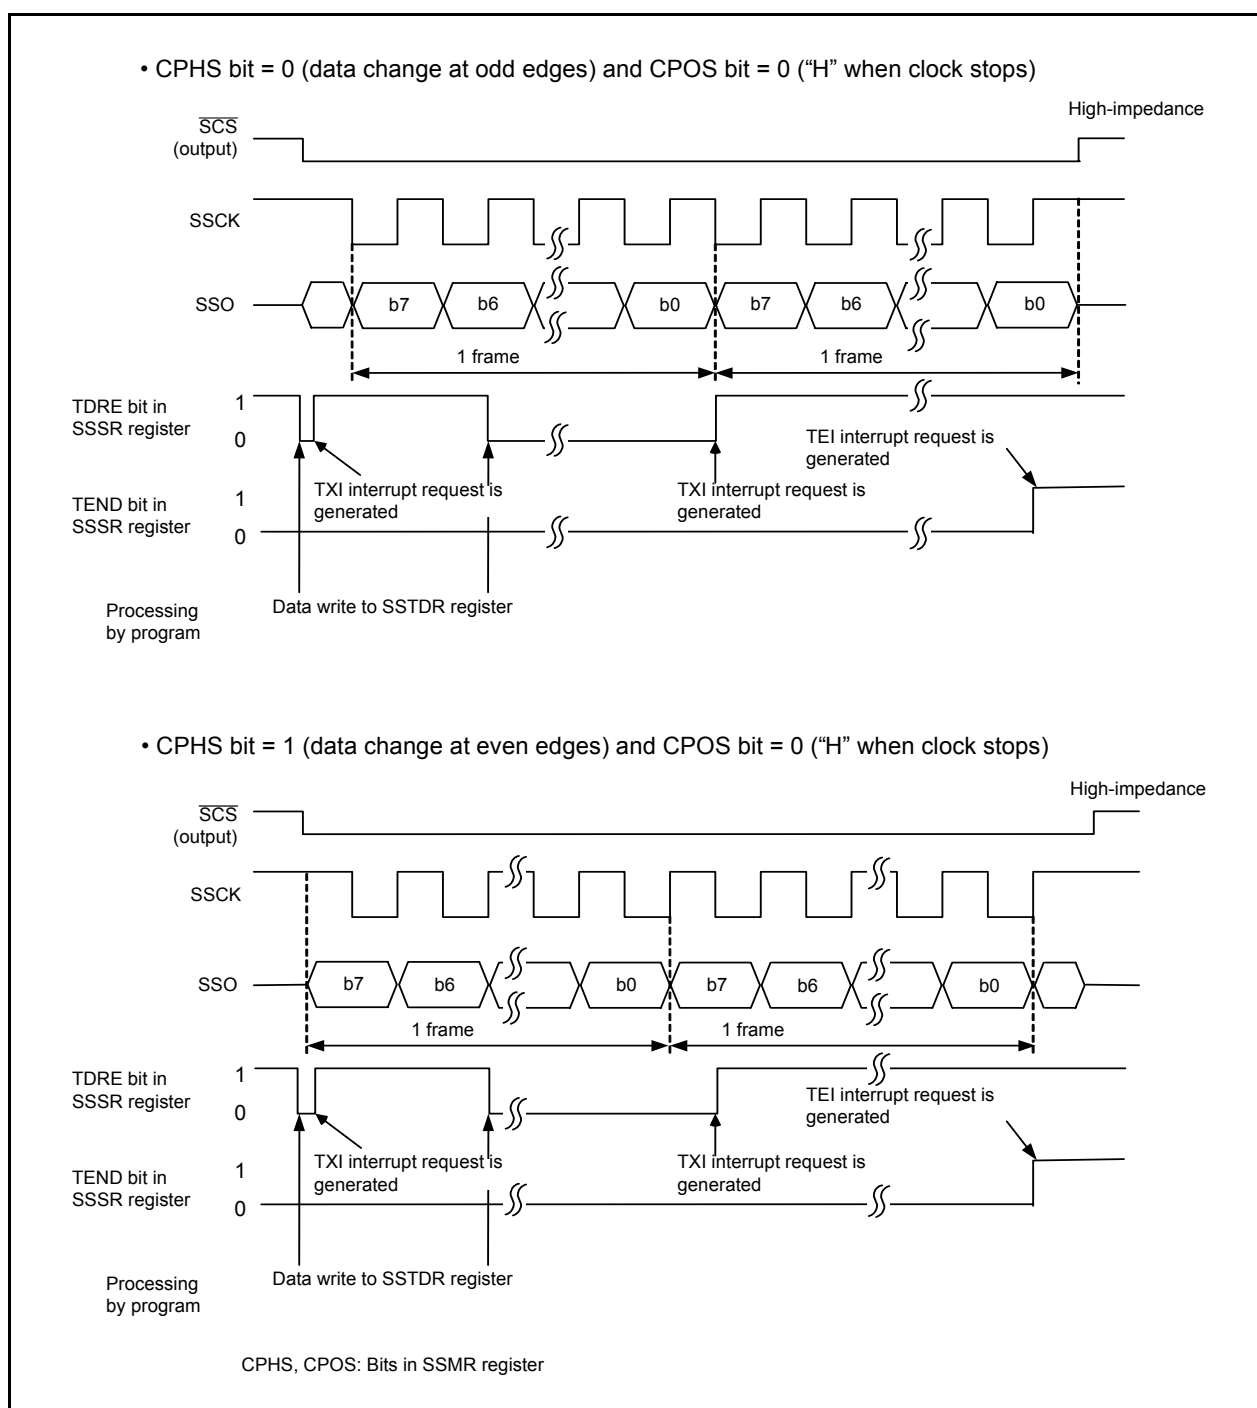 • CPHS bit = 0 (data change at odd edges) and CPOS bit = 0 (“H” when clock stops)
High-impedance
SCS
(output)
SSCK
SSO
b7
b6
b0
b7
b6
b0
1 frame
1 frame
TDRE bit in
SSSR register
1
0
TEI interrupt request is
generated
TXI interrupt request is
generated
TXI interrupt request is
generated
TEND bit in
SSSR register
1
0
Processing
by program
Data write to SSTDR register
• CPHS bit = 1 (data change at even edges) and CPOS bit = 0 (“H” when clock stops)
High-impedance
SCS
(output)
SSCK
SSO
b7
b6
b0
b7
b6
b0
1 frame
1 frame
TDRE bit in
SSSR register
1
0
TEI interrupt request is
generated
TXI interrupt request is
generated
TXI interrupt request is
generated
TEND bit in
SSSR register
1
0
Processing
by program
Data write to SSTDR register
CPHS, CPOS: Bits in SSMR register